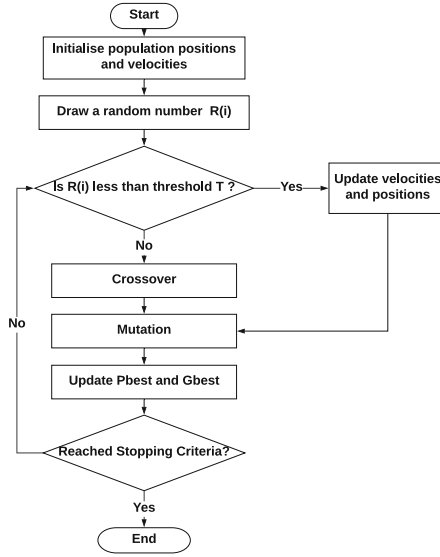 Start
Initialise population positions
and velocities
Draw a random number R(i)
Is R(i) less than threshold T ?
Yes
Update velocities
and positions
No
Crossover
No
Mutation
Update Pbest and Gbest
Reached Stopping Criteria?
Yes
End